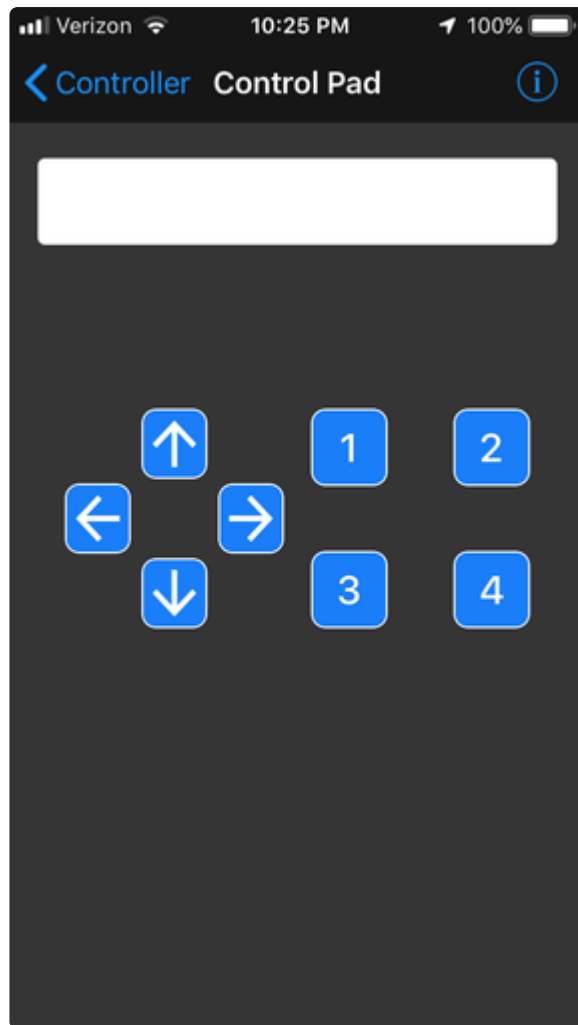 Verizon 10:25 PM 100%
Controller Control Pad i
↑ 1 2
← →
↓ 3 4